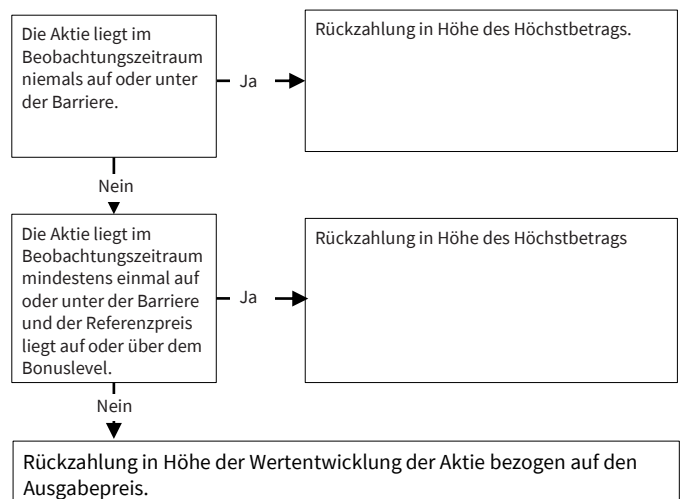 Die Aktie liegt im
Beobachtungszeitraum
niemals auf oder unter
der Barriere.
Ja
Rückzahlung in Höhe des Höchstbetrags.
Nein
Die Aktie liegt im
Beobachtungszeitraum
mindestens einmal auf
oder unter der Barriere
und der Referenzpreis
liegt auf oder über dem
Bonuslevel.
Ja
Rückzahlung in Höhe des Höchstbetrags
Nein
Rückzahlung in Höhe der Wertentwicklung der Aktie bezogen auf den
Ausgabepreis.